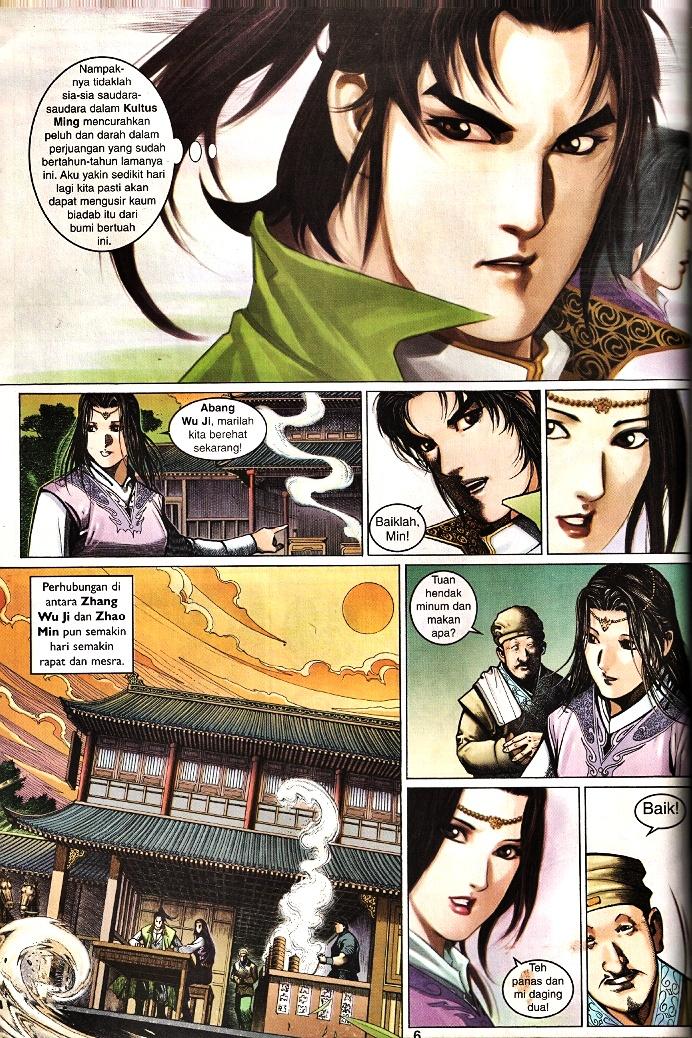 Nampak-
nya tidaklah
sia-sia saudara-
saudara dalam Kultus
Ming mencurahkan
peluh dan darah dalam
perjuangan yang sudah
bertahun-tahun lamanya
ini. Aku yakin sedikit hari
lagi kita pasti akan
dapat mengusir kaum
biadab itu dari
bumi bertuah
ini.
Abang
Wu Ji, marilah
kita berehat
sekarang!
Baiklah,
Min!
Perhubungan di
antara Zhang
Wu Ji dan Zhao
Min pun semakin
hari semakin
rapat dan mesra.
Tuan
hendak
minum dan
makan
apa?
Teh
panas dan
mi daging
dua!
Baik!
6